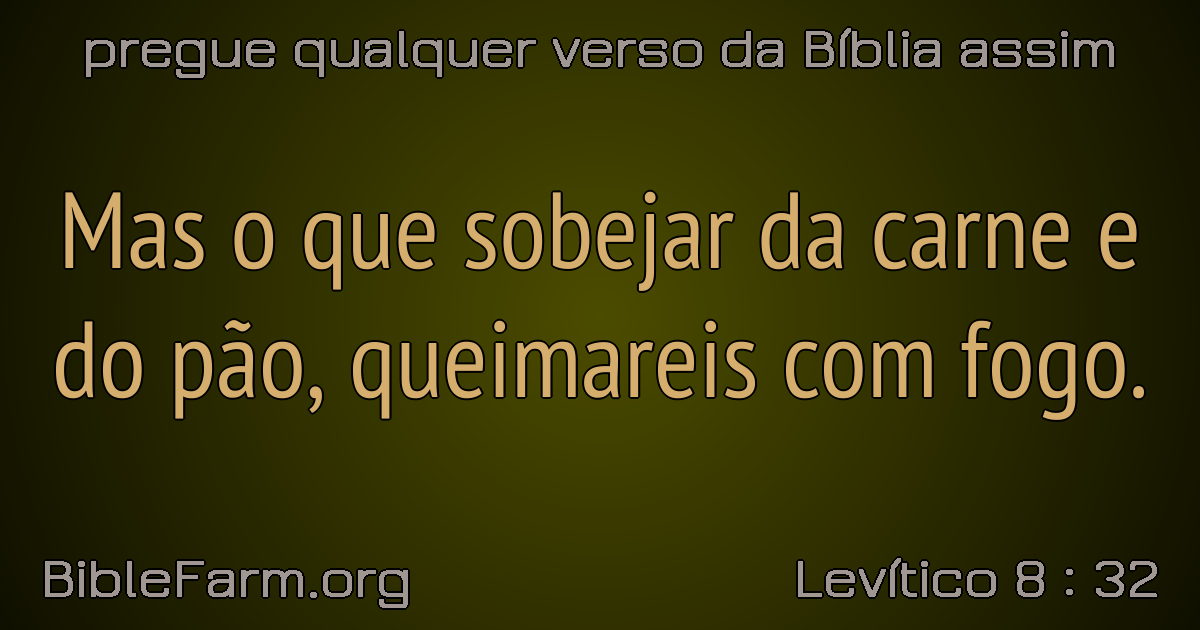 pregue qualquer verso da Bíblia assim
Mas o que sobejar da carne e
do pão, queimareis com fogo.
BibleFarm.org
Levítico 8 : 32